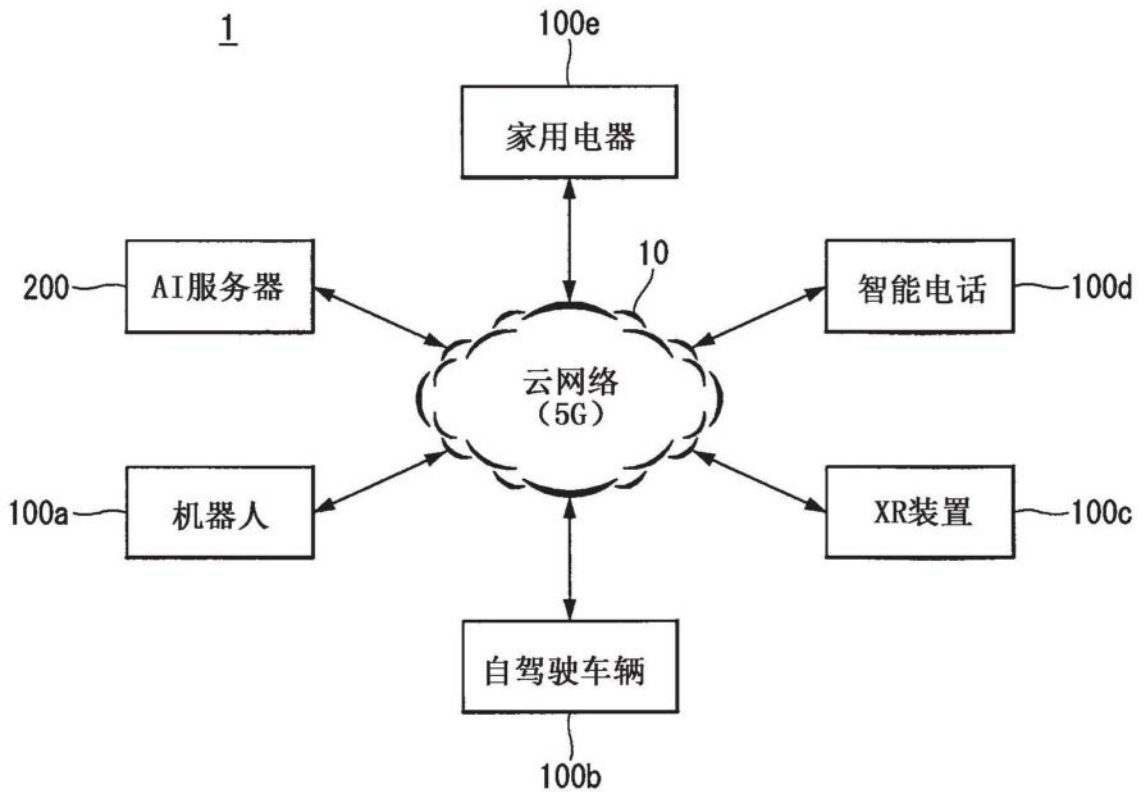 1
100e
家用电器
10
200
AI服务器
智能电话
100d
云网络
(5G)
100a
机器人
XR装置
100c
自驾驶车辆
100b